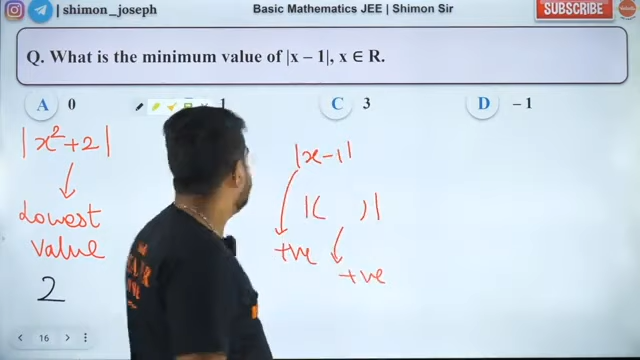 | shimon_joseph
Basic Mathematics JEE | Shimon Sir
SUBSCRIBE
Q. What is the minimum value of |x – 1|, x ∈ R.
A 0
1
C 3
D – 1
|x²+2|
Lowest
value
2
|x-1|
|( )|
+ve
+ve
16